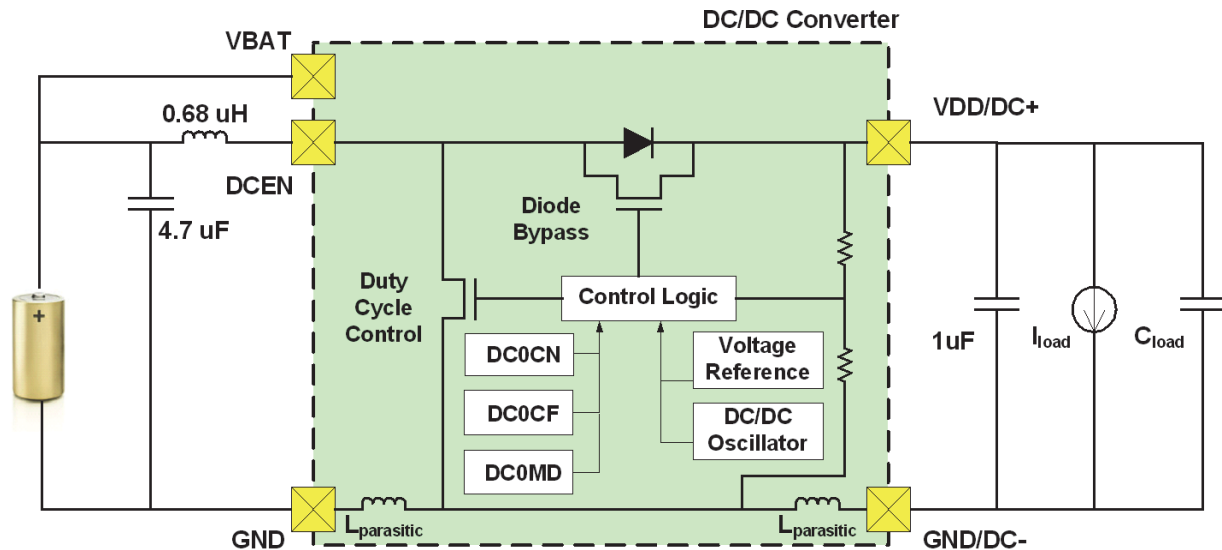 DC/DC Converter
VBAT
0.68 uH
VDD/DC+
DCEN
4.7 uF
Diode
Bypass
Duty
Cycle
Control
Control Logic
+
DC0CN
Voltage
Reference
1uF
Iload
Cload
DC0CF
DC/DC
Oscillator
DC0MD
GND
Lparasitic
Lparasitic
GND/DC-